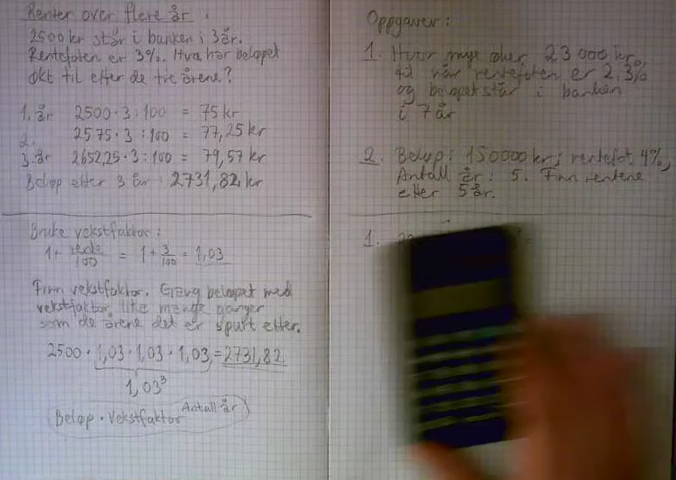 Renter over flere år:
2500 kr står i banken i 3 år.
Rentefoten er 3%. Hva har beløpet
økt til etter de tre årene?
1. år 2500 · 3 : 100 = 75 kr
2. 2575 · 3 : 100 = 77,25 kr
3. år 2652,25 · 3 : 100 = 79,57 kr
Beløp etter 3 år: 2731,82 kr
Bruke vekstfaktor:
1 + rente/100 = 1 + 3/100 = 1,03
Finn vekstfaktor. Gang beløpet med
vekstfaktor like mange ganger
som de årene det er spurt etter.
2500 · 1,03 · 1,03 · 1,03 = 2731,82
1,03³
Beløp · Vekstfaktor^Antall år
Oppgaver:
1. Hvor mye øker 23 000 kr,
når rentefoten er 2,3%
og beløpet står i banken
i 7 år
2. Beløp: 150000 kr, rentefot 4%,
Antall år: 5. Finn rentene
etter 5 år.
1.